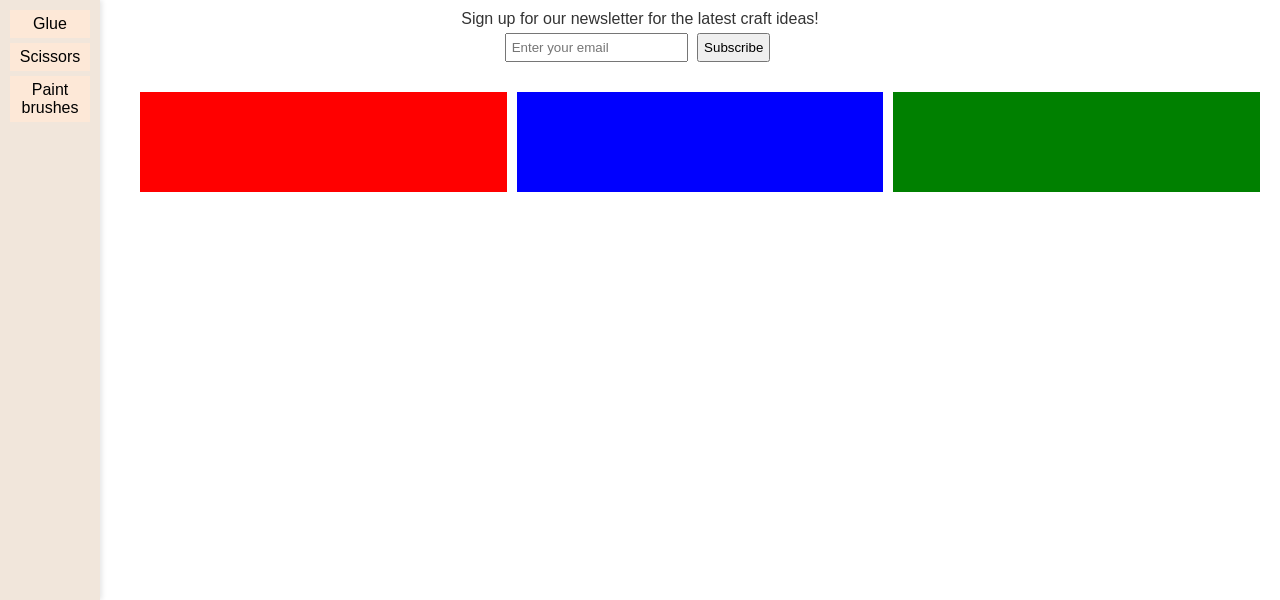 Glue
Scissors
Paint
brushes
Sign up for our newsletter for the latest craft ideas!
Enter your email
Subscribe